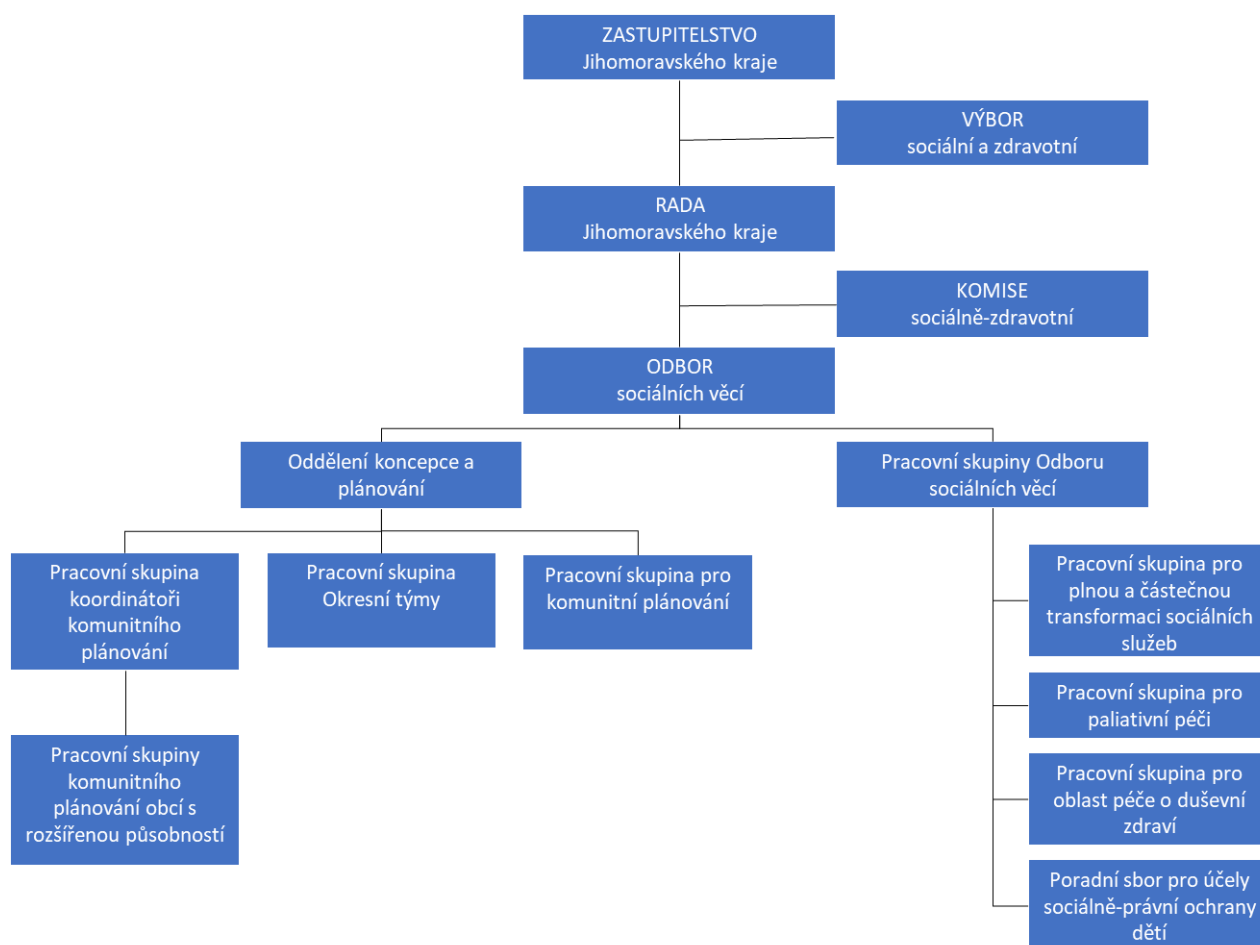 ZASTUPITELSTVO
Jihomoravského kraje
VÝBOR
sociální a zdravotní
RADA
Jihomoravského kraje
KOMISE
sociálně-zdravotní
ODBOR
sociálních věcí
Oddělení koncepce a
plánování
Pracovní skupiny Odboru
sociálních věcí
Pracovní skupina
koordinátoři
komunitního
plánování
Pracovní skupina
Okresní týmy
Pracovní skupina pro
komunitní plánování
Pracovní skupiny
komunitního
plánování obcí s
rozšířenou působností
Pracovní skupina pro
plnou a částečnou
transformaci sociálních
služeb
Pracovní skupina pro
paliativní péči
Pracovní skupina pro
oblast péče o duševní
zdraví
Poradní sbor pro účely
sociálně-právní ochrany
dětí